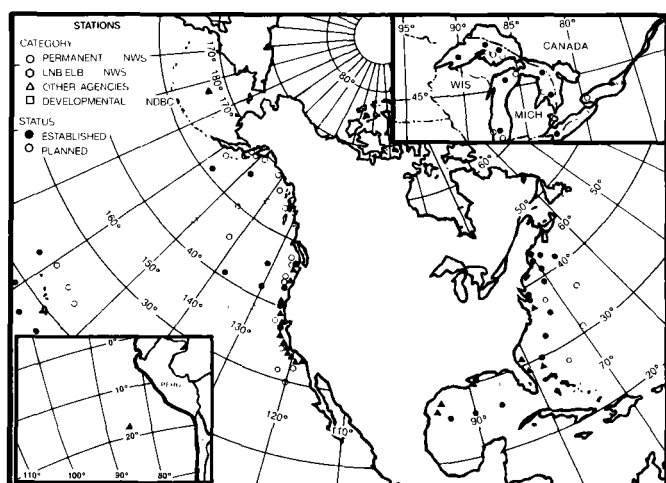 STATIONS
CATEGORY
PERMANENT NWS
LNB ELB NWS
OTHER AGENCIES
DEVELOPMENTAL NDBC
STATUS
ESTABLISHED
PLANNED
170°
180°
170°
80°
95°
90°
85°
80°
CANADA
WIS
MICH
45°
60°
50°
50°
60°
160°
150°
140°
130°
120°
110°
40°
30°
40°
30°
20°
70°
90°
0°
10°
20°
PERU
110°
100°
90°
80°